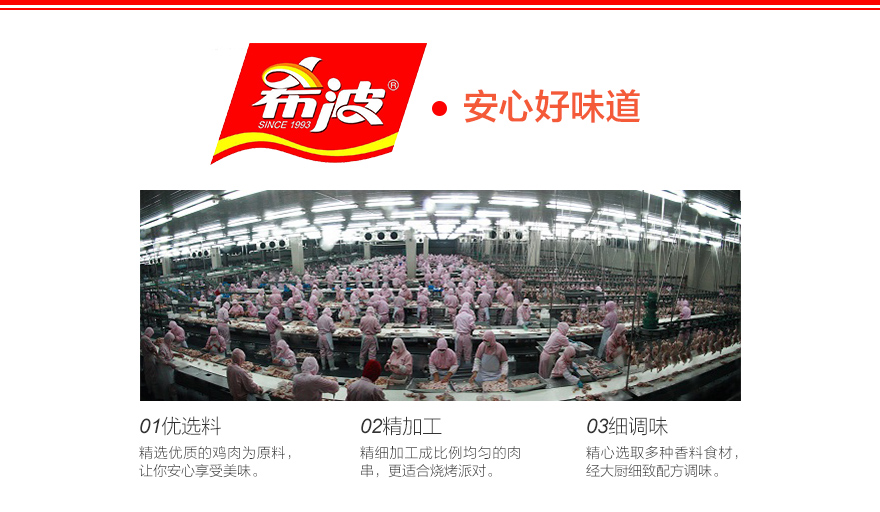 希波®
SINCE 1993
安心好味道
01优选料
精选优质的鸡肉为原料，
让你安心享受美味。
02精加工
精细加工成比例均匀的肉
串，更适合烧烤派对。
03细调味
精心选取多种香料食材，
经大厨细致配方调味。